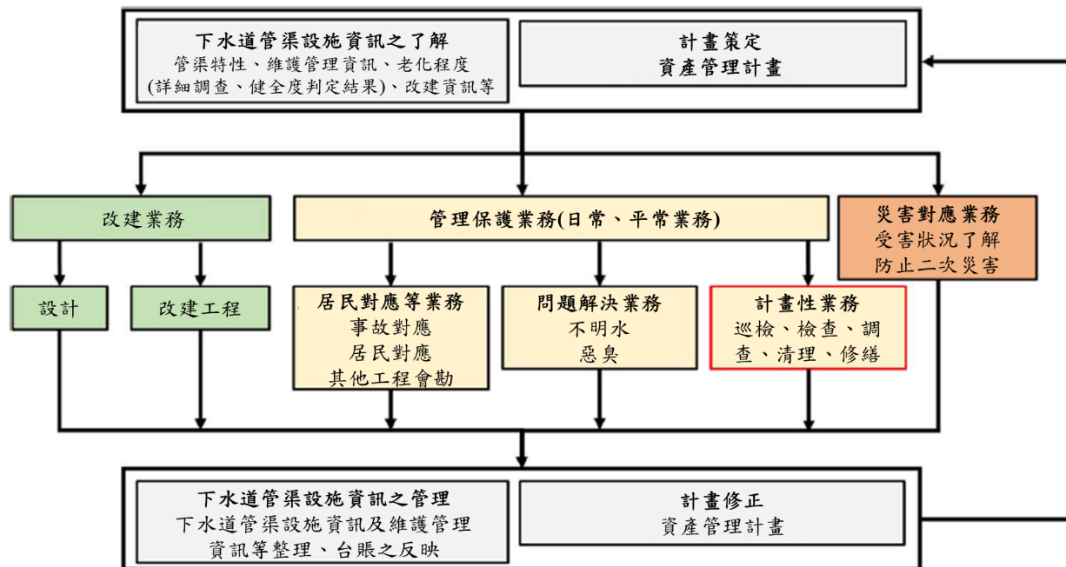 下水道管渠設施資訊之了解
管渠特性、維護管理資訊、老化程度
(詳細調查、健全度判定結果)、改建資訊等
計畫策定
資產管理計畫
改建業務
設計
改建工程
管理保護業務(日常、平常業務)
居民對應等業務
事故對應
居民對應
其他工程會勘
問題解決業務
不明水
惡臭
計畫性業務
巡檢、檢查、調
查、清理、修繕
災害對應業務
受害狀況了解
防止二次災害
下水道管渠設施資訊之管理
下水道管渠設施資訊及維護管理
資訊等整理、台賬之反映
計畫修正
資產管理計畫